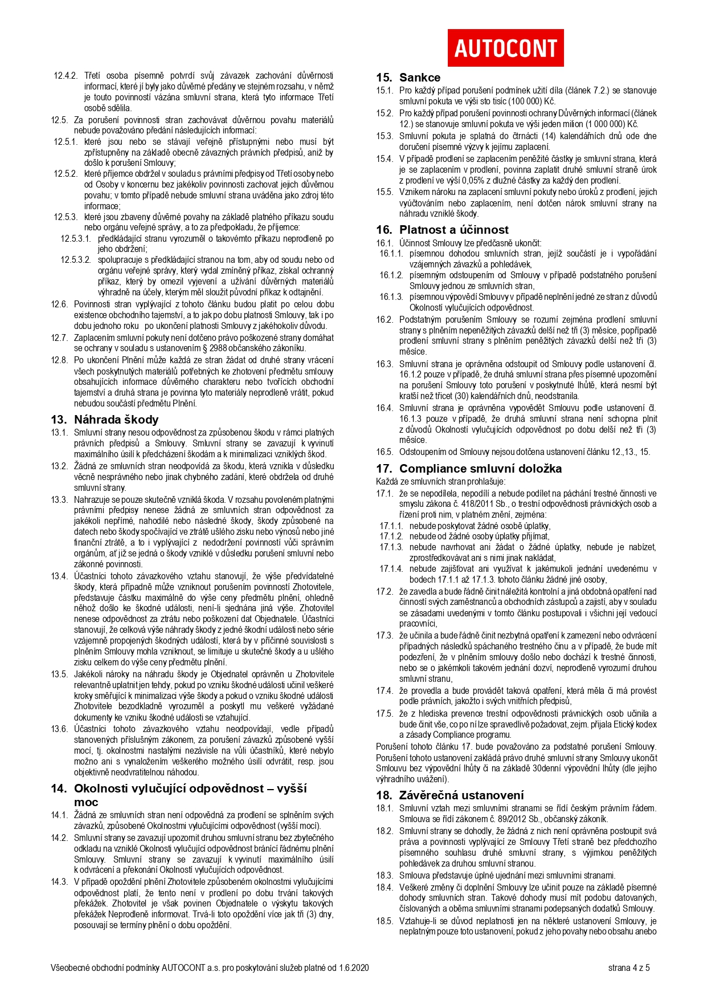 AUTOCONT
12.4.2. Třetí osoba písemně potvrdí svůj závazek zachování důvěrnosti
informací, které jí byly jako důvěrné předány ve stejném rozsahu, v němž
je touto povinností vázána smluvní strana, která tyto informace Třetí
osobě sdělila.
12.5. Za porušení povinnosti stran zachovávat důvěrnou povahu materiálů
nebude považováno předání následujících informací:
12.5.1. které jsou nebo se stávají veřejně přístupnými nebo musí být
zpřístupněny na základě obecně závazných právních předpisů, aniž by
došlo k porušení Smlouvy;
12.5.2. které příjemce obdržel v souladu s právními předpisy od Třetí osoby nebo
od Osoby v koncernu bez jakékoliv povinnosti zachovat jejich důvěrnou
povahu; v tomto případě nebude smluvní strana uváděna jako zdroj této
informace;
12.5.3. které jsou zbaveny důvěrné povahy na základě platného příkazu soudu
nebo orgánu veřejné správy, a to za předpokladu, že příjemce:
12.5.3.1. předkládající stranu vyrozuměl o takovémto příkazu neprodleně po
jeho obdržení;
12.5.3.2. spolupracuje s předkládající stranou na tom, aby od soudu nebo od
orgánu veřejné správy, který vydal zmíněný příkaz, získal ochranný
příkaz, který by omezil vyjevení a užívání důvěrných materiálů
výhradně na účely, kterým měl sloužit původní příkaz k odtajnění.
12.6. Povinnosti stran vyplývající z tohoto článku budou platit po celou dobu
existence obchodního tajemství, a to jak po dobu platnosti Smlouvy, tak i po
dobu jednoho roku po ukončení platnosti Smlouvy z jakéhokoliv důvodu.
12.7. Zaplacením smluvní pokuty není dotčeno právo poškozené strany domáhat
se ochrany v souladu s ustanovením § 2988 občanského zákoníku.
12.8. Po ukončení Plnění může každá ze stran žádat od druhé strany vrácení
všech poskytnutých materiálů potřebných ke zhotovení předmětu smlouvy
obsahujících informace důvěrného charakteru nebo tvořících obchodní
tajemství a druhá strana je povinna tyto materiály neprodleně vrátit, pokud
nebudou součástí předmětu Plnění.
13. Náhrada škody
13.1. Smluvní strany nesou odpovědnost za způsobenou škodu v rámci platných
právních předpisů a Smlouvy. Smluvní strany se zavazují k vyvinutí
maximálního úsilí k předcházení škodám a k minimalizaci vzniklých škod.
13.2. Žádná ze smluvních stran neodpovídá za škodu, která vznikla v důsledku
věcně nesprávného nebo jinak chybného zadání, které obdržela od druhé
smluvní strany.
13.3. Nahrazuje se pouze skutečně vzniklá škoda. V rozsahu povoleném platnými
právními předpisy nenese žádná ze smluvních stran odpovědnost za
jakékoli nepřímé, nahodilé nebo následné škody, škody způsobené na
datech nebo škody spočívající ve ztrátě ušlého zisku nebo výnosů nebo jiné
finanční ztrátě, a to i vyplývající z nedodržení povinností vůči správním
orgánům, ať již se jedná o škody vzniklé v důsledku porušení smluvní nebo
zákonné povinnosti.
13.4. Účastníci tohoto závazkového vztahu stanovují, že výše předvídatelné
škody, která případně může vzniknout porušením povinností Zhotovitele,
představuje částku maximálně do výše ceny předmětu plnění, ohledně
něhož došlo ke škodné události, není-li sjednána jiná výše. Zhotovitel
nenese odpovědnost za ztrátu nebo poškození dat Objednatele. Účastníci
stanovují, že celková výše náhrady škody z jedné škodní události nebo série
vzájemně propojených škodných událostí, která by v příčinné souvislosti s
plněním Smlouvy mohla vzniknout, se limituje u skutečné škody a u ušlého
zisku celkem do výše ceny předmětu plnění.
13.5. Jakékoli nároky na náhradu škody je Objednatel oprávněn u Zhotovitele
relevantně uplatnit jen tehdy, pokud po vzniku škodné události učinil veškeré
kroky směřující k minimalizaci výše škody a pokud o vzniku škodné události
Zhotovitele bezodkladně vyrozuměl a poskytl mu veškeré vyžádané
dokumenty ke vzniku škodné události se vztahující.
13.6. Účastníci tohoto závazkového vztahu neodpovídají, vedle případů
stanovených příslušným zákonem, za porušení závazků způsobené vyšší
mocí, tj. okolnostmi nastalými nezávisle na vůli účastníků, které nebylo
možno ani s vynaložením veškerého možného úsilí odvrátit, resp. jsou
objektivně neodvratitelnou náhodou.
14. Okolnosti vylučující odpovědnost – vyšší
moc
14.1. Žádná ze smluvních stran není odpovědná za prodlení se splněním svých
závazků, způsobené Okolnostmi vylučujícími odpovědnost (vyšší mocí).
14.2. Smluvní strany se zavazují upozornit druhou smluvní stranu bez zbytečného
odkladu na vzniklé Okolnosti vylučující odpovědnost bránící řádnému plnění
Smlouvy. Smluvní strany se zavazují k vyvinutí maximálního úsilí
k odvrácení a překonání Okolností vylučujících odpovědnost.
14.3. V případě opoždění plnění Zhotovitele způsobeném okolnostmi vylučujícími
odpovědnost platí, že tento není v prodlení po dobu trvání takových
překážek. Zhotovitel je však povinen Objednatele o výskytu takových
překážek Neprodleně informovat. Trvá-li toto opoždění více jak tři (3) dny,
posouvají se termíny plnění o dobu opoždění.
15. Sankce
15.1. Pro každý případ porušení podmínek užití díla (článek 7.2.) se stanovuje
smluvní pokuta ve výši sto tisíc (100 000) Kč.
15.2. Pro každý případ porušení povinnosti ochrany Důvěrných informací (článek
12.) se stanovuje smluvní pokuta ve výši jeden milion (1 000 000) Kč.
15.3. Smluvní pokuta je splatná do čtrnácti (14) kalendářních dnů ode dne
doručení písemné výzvy k jejímu zaplacení.
15.4. V případě prodlení se zaplacením peněžité částky je smluvní strana, která
je se zaplacením v prodlení, povinna zaplatit druhé smluvní straně úrok
z prodlení ve výší 0,05% z dlužné částky za každý den prodlení.
15.5. Vznikem nároku na zaplacení smluvní pokuty nebo úroků z prodlení, jejich
vyúčtováním nebo zaplacením, není dotčen nárok smluvní strany na
náhradu vzniklé škody.
16. Platnost a účinnost
16.1. Účinnost Smlouvy lze předčasně ukončit:
16.1.1. písemnou dohodou smluvních stran, jejíž součástí je i vypořádání
vzájemných závazků a pohledávek,
16.1.2. písemným odstoupením od Smlouvy v případě podstatného porušení
Smlouvy jednou ze smluvních stran,
16.1.3. písemnou výpovědí Smlouvy v případě neplnění jedné ze stran z důvodů
Okolností vylučujících odpovědnost.
16.2. Podstatným porušením Smlouvy se rozumí zejména prodlení smluvní
strany s plněním nepeněžitých závazků delší než tři (3) měsíce, popřípadě
prodlení smluvní strany s plněním peněžitých závazků delší než tři (3)
měsíce.
16.3. Smluvní strana je oprávněna odstoupit od Smlouvy podle ustanovení čl.
16.1.2 pouze v případě, že druhá smluvní strana přes písemné upozornění
na porušení Smlouvy toto porušení v poskytnuté lhůtě, která nesmí být
kratší než třicet (30) kalendářních dnů, neodstranila.
16.4. Smluvní strana je oprávněna vypovědět Smlouvu podle ustanovení čl.
16.1.3 pouze v případě, že druhá smluvní strana není schopna plnit
z důvodů Okolností vylučujících odpovědnost po dobu delší než tři (3)
měsíce.
16.5. Odstoupením od Smlouvy nejsou dotčena ustanovení článku 12.,13., 15.
17. Compliance smluvní doložka
Každá ze smluvních stran prohlašuje:
17.1. že se nepodílela, nepodílí a nebude podílet na páchání trestné činnosti ve
smyslu zákona č. 418/2011 Sb., o trestní odpovědnosti právnických osob a
řízení proti nim, v platném znění, zejména:
17.1.1. nebude poskytovat žádné osobě úplatky,
17.1.2. nebude od žádné osoby úplatky přijímat,
17.1.3. nebude navrhovat ani žádat o žádné úplatky, nebude je nabízet,
zprostředkovávat ani s nimi jinak nakládat,
17.1.4. nebude zajišťovat ani využívat k jakémukoli jednání uvedenému v
bodech 17.1.1 až 17.1.3. tohoto článku žádné jiné osoby,
17.2. že zavedla a bude řádně činit náležitá kontrolní a jiná obdobná opatření nad
činností svých zaměstnanců a obchodních zástupců a zajistí, aby v souladu
se zásadami uvedenými v tomto článku postupovali i všichni její vedoucí
pracovníci,
17.3. že učinila a bude řádně činit nezbytná opatření k zamezení nebo odvrácení
případných následků spáchaného trestného činu a v případě, že bude mít
podezření, že v plněním smlouvy došlo nebo dochází k trestné činnosti,
nebo se o jakémkoli takovém jednání dozví, neprodleně vyrozumí druhou
smluvní stranu,
17.4. že provedla a bude provádět taková opatření, která měla či má provést
podle právních, jakožto i svých vnitřních předpisů,
17.5. že z hlediska prevence trestní odpovědnosti právnických osob učinila a
bude činit vše, co po ní lze spravedlivě požadovat, zejm. přijala Etický kodex
a zásady Compliance programu.
Porušení tohoto článku 17. bude považováno za podstatné porušení Smlouvy.
Porušení tohoto ustanovení zakládá právo druhé smluvní strany Smlouvy ukončit
Smlouvu bez výpovědní lhůty či na základě 30denní výpovědní lhůty (dle jejího
výhradního uvážení).
18. Závěrečná ustanovení
18.1. Smluvní vztah mezi smluvními stranami se řídí českým právním řádem.
Smlouva se řídí zákonem č. 89/2012 Sb., občanský zákoník.
18.2. Smluvní strany se dohodly, že žádná z nich není oprávněna postoupit svá
práva a povinnosti vyplývající ze Smlouvy Třetí straně bez předchozího
písemného souhlasu druhé smluvní strany, s výjimkou peněžitých
pohledávek za druhou smluvní stranou.
18.3. Smlouva představuje úplné ujednání mezi smluvními stranami.
18.4. Veškeré změny či doplnění Smlouvy lze učinit pouze na základě písemné
dohody smluvních stran. Takové dohody musí mít podobu datovaných,
číslovaných a oběma smluvními stranami podepsaných dodatků Smlouvy.
18.5. Vztahuje-li se důvod neplatnosti jen na některé ustanovení Smlouvy, je
neplatným pouze toto ustanovení, pokud z jeho povahy nebo obsahu anebo
Všeobecné obchodní podmínky AUTOCONT a.s. pro poskytování služeb platné od 1.6.2020
strana 4 z 5